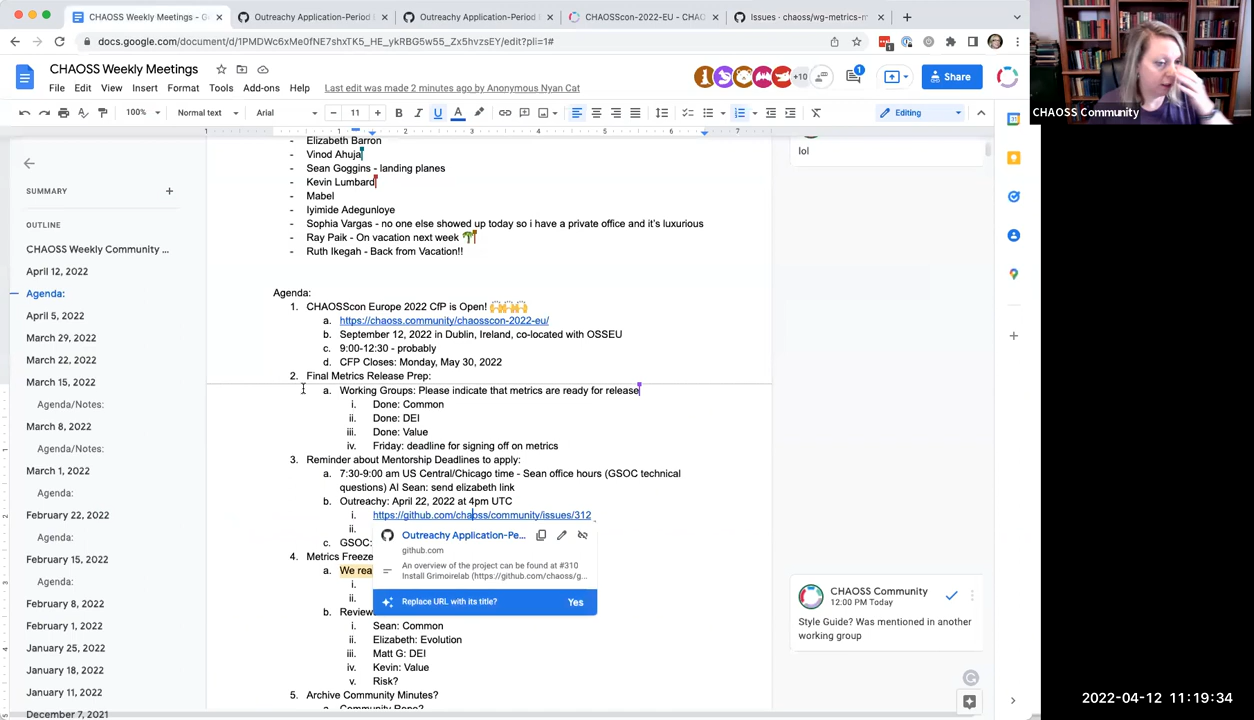 CHAOSS Weekly Meetings - G
Outreachy Application-Period
Outreachy Application-Period
CHAOSScon-2022-EU - CHAO
Issues · chaoss/wg-metrics-m
docs.google.com/document/d/1PMDWc6xMe0fNE7shxTK5_HE_ykRBG5w55_Zx5hvzsEY/edit?pli=1#
CHAOSS Weekly Meetings
+10
1
Share
File Edit View Insert Format Tools Add-ons Help
Last edit was made 2 minutes ago by Anonymous Nyan Cat
100%
Normal text
Arial
11
Editing
CHAOSS Community
SUMMARY
OUTLINE
CHAOSS Weekly Community ...
April 12, 2022
Agenda:
April 5, 2022
March 29, 2022
March 22, 2022
March 15, 2022
Agenda/Notes:
March 8, 2022
Agenda/Notes:
March 1, 2022
Agenda:
February 22, 2022
Agenda:
February 15, 2022
Agenda:
February 8, 2022
February 1, 2022
January 25, 2022
January 18, 2022
January 11, 2022
December 7, 2021
- Elizabeth Barron
- Vinod Ahuja
- Sean Goggins - landing planes
- Kevin Lumbard
- Mabel
- Iyimide Adegunloye
- Sophia Vargas - no one else showed up today so i have a private office and it's luxurious
- Ray Paik - On vacation next week 🌴
- Ruth Ikegah - Back from Vacation!!
Agenda:
1. CHAOSScon Europe 2022 CfP is Open! 🙌🙌🙌
a. https://chaoss.community/chaosscon-2022-eu/
b. September 12, 2022 in Dublin, Ireland, co-located with OSSEU
c. 9:00-12:30 - probably
d. CFP Closes: Monday, May 30, 2022
2. Final Metrics Release Prep:
a. Working Groups: Please indicate that metrics are ready for release
i. Done: Common
ii. Done: DEI
iii. Done: Value
iv. Friday: deadline for signing off on metrics
3. Reminder about Mentorship Deadlines to apply:
a. 7:30-9:00 am US Central/Chicago time - Sean office hours (GSOC technical
questions) AI Sean: send elizabeth link
b. Outreachy: April 22, 2022 at 4pm UTC
i. https://github.com/chaoss/community/issues/312
ii.
c. GSOC:
Outreachy Application-Pe...
github.com
An overview of the project can be found at #310
Install Grimoirelab (https://github.com/chaoss/g...
Replace URL with its title? Yes
4. Metrics Freeze
a. We rea
i.
ii.
b. Review
i. Sean: Common
ii. Elizabeth: Evolution
iii. Matt G: DEI
iv. Kevin: Value
v. Risk?
5. Archive Community Minutes?
a. Community Repo?
lol
CHAOSS Community
12:00 PM Today
Style Guide? Was mentioned in another
working group
2022-04-12 11:19:34